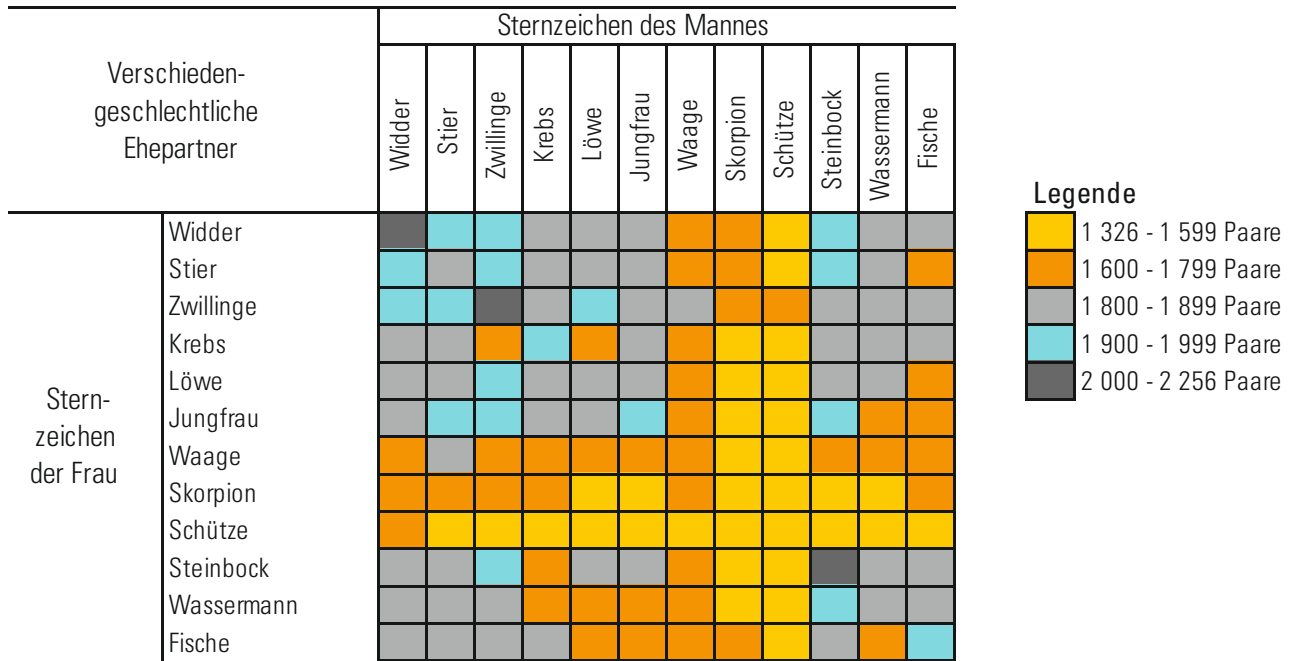 Sternzeichen des Mannes
Verschieden-
geschlechtliche
Ehepartner
Widder
Stier
Zwillinge
Krebs
Löwe
Jungfrau
Waage
Skorpion
Schütze
Steinbock
Wassermann
Fische
Stern-
zeichen
der Frau
Widder
Stier
Zwillinge
Krebs
Löwe
Jungfrau
Waage
Skorpion
Schütze
Steinbock
Wassermann
Fische
Legende
1 326 - 1 599 Paare
1 600 - 1 799 Paare
1 800 - 1 899 Paare
1 900 - 1 999 Paare
2 000 - 2 256 Paare